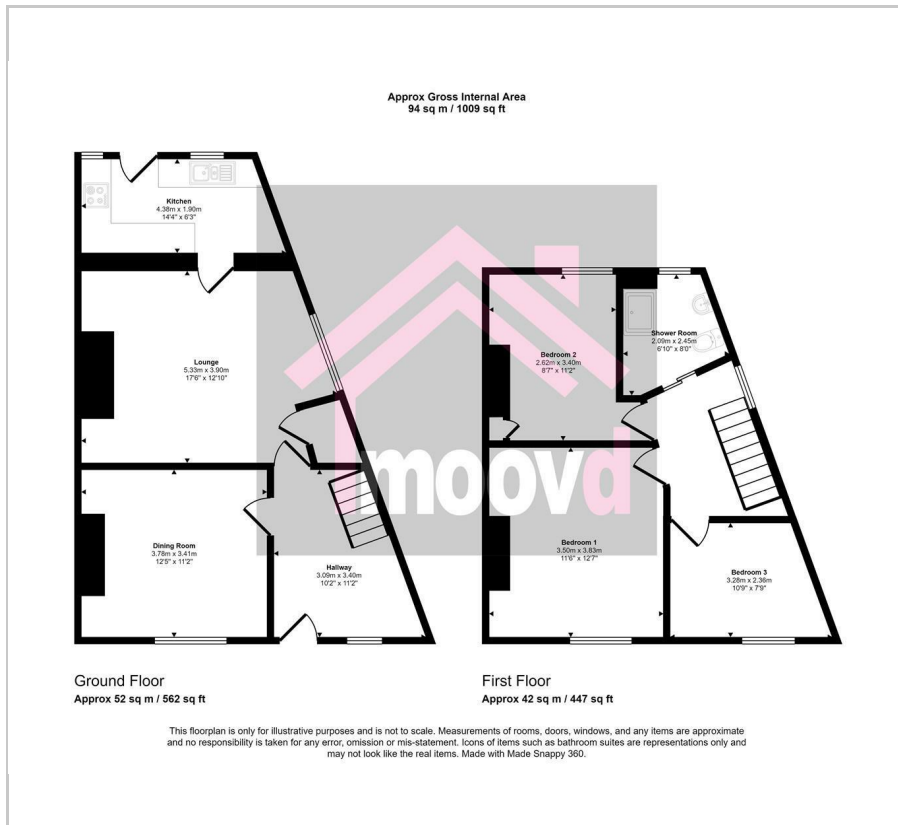 Approx Gross Internal Area
94 sq m / 1009 sq ft
Kitchen
4.38m x 1.90m
14'4" x 6'3"
Lounge
5.33m x 3.90m
17'6" x 12'10"
Dining Room
3.78m x 3.41m
12'5" x 11'2"
Hallway
3.09m x 3.40m
10'2" x 11'2"
Bedroom 2
2.62m x 3.40m
8'7" x 11'2"
Shower Room
2.09m x 2.45m
6'10" x 8'0"
Bedroom 1
3.50m x 3.83m
11'6" x 12'7"
Bedroom 3
3.28m x 2.36m
10'9" x 7'9"
moovd
Ground Floor
Approx 52 sq m / 562 sq ft
First Floor
Approx 42 sq m / 447 sq ft
This floorplan is only for illustrative purposes and is not to scale. Measurements of rooms, doors, windows, and any items are approximate
and no responsibility is taken for any error, omission or mis-statement. Icons of items such as bathroom suites are representations only and
may not look like the real items. Made with Made Snappy 360.